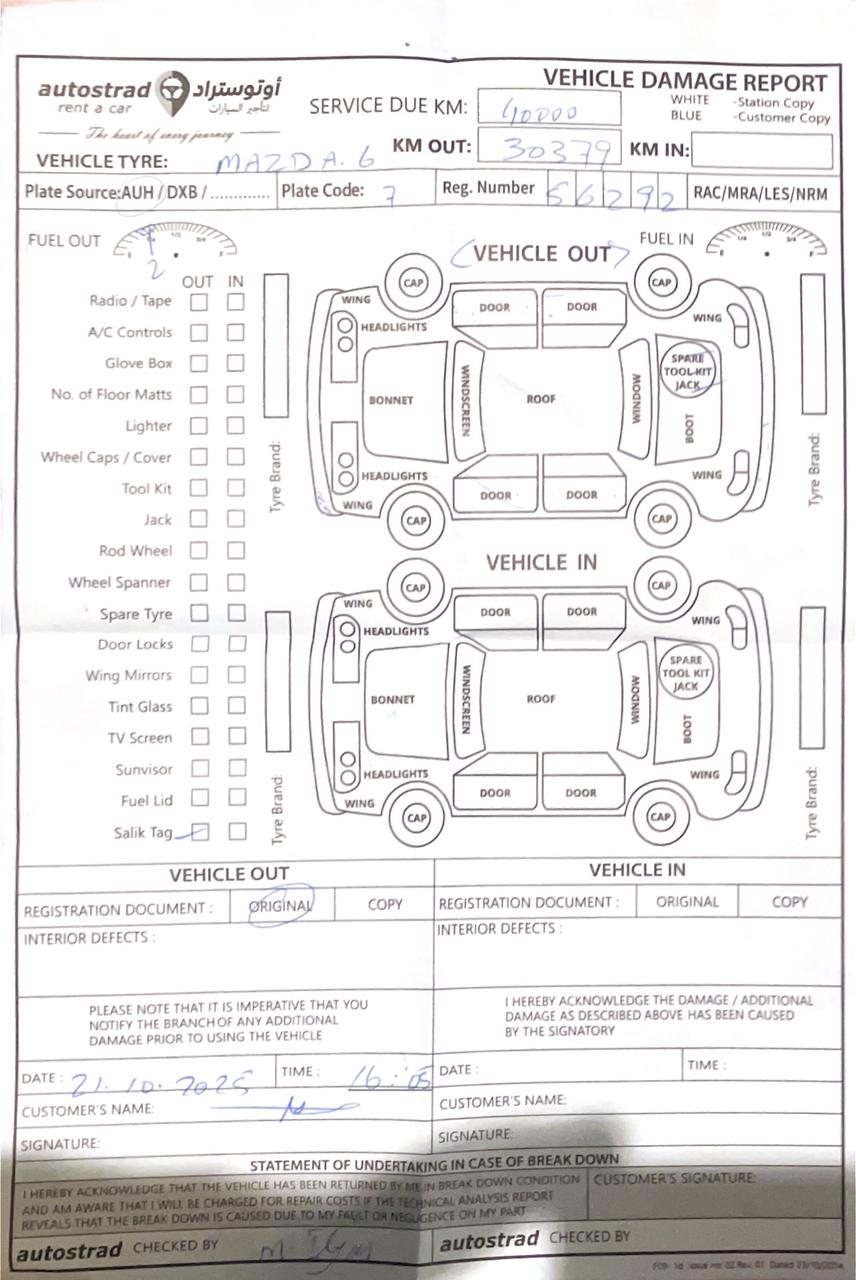 autostrad أوتوستراد
rent a car لتأجير السيارات
The heart of every journey
VEHICLE DAMAGE REPORT
WHITE -Station Copy
BLUE -Customer Copy
SERVICE DUE KM: 40000
VEHICLE TYRE: MAZDA. 6
KM OUT: 30379 KM IN:
Plate Source:AUH / DXB / ............ Plate Code: 7 Reg. Number 56292 RAC/MRA/LES/NRM
FUEL OUT E 1/4 1/2 3/4 F
2
(VEHICLE OUT)
FUEL IN E 1/4 1/2 3/4 F
OUT IN
Radio / Tape
A/C Controls
Glove Box
No. of Floor Matts
Lighter
Wheel Caps / Cover
Tool Kit
Jack
Rod Wheel
Wheel Spanner
Spare Tyre
Door Locks
Wing Mirrors
Tint Glass
TV Screen
Sunvisor
Fuel Lid
Salik Tag
Tyre Brand:
Tyre Brand:
CAP CAP
WING DOOR DOOR WING
HEADLIGHTS
SPARE
TOOL-KIT
JACK
BONNET WINDSCREEN ROOF WINDOW BOOT
HEADLIGHTS WING
WING DOOR DOOR
CAP CAP
Tyre Brand:
VEHICLE IN
CAP CAP
WING DOOR DOOR WING
HEADLIGHTS
SPARE
TOOL KIT
JACK
BONNET WINDSCREEN ROOF WINDOW BOOT
HEADLIGHTS WING
WING DOOR DOOR
CAP CAP
Tyre Brand:
VEHICLE OUT
REGISTRATION DOCUMENT : ORIGINAL COPY
INTERIOR DEFECTS :
PLEASE NOTE THAT IT IS IMPERATIVE THAT YOU
NOTIFY THE BRANCH OF ANY ADDITIONAL
DAMAGE PRIOR TO USING THE VEHICLE
DATE : 21.10.2025 TIME : 16:05
CUSTOMER'S NAME:
SIGNATURE:
VEHICLE IN
REGISTRATION DOCUMENT : ORIGINAL COPY
INTERIOR DEFECTS :
I HEREBY ACKNOWLEDGE THE DAMAGE / ADDITIONAL
DAMAGE AS DESCRIBED ABOVE HAS BEEN CAUSED
BY THE SIGNATORY
DATE : TIME :
CUSTOMER'S NAME:
SIGNATURE:
STATEMENT OF UNDERTAKING IN CASE OF BREAK DOWN
I HEREBY ACKNOWLEDGE THAT THE VEHICLE HAS BEEN RETURNED BY ME IN BREAK DOWN CONDITION
AND AM AWARE THAT I WILL BE CHARGED FOR REPAIR COSTS IF THE TECHNICAL ANALYSIS REPORT
REVEALS THAT THE BREAK DOWN IS CAUSED DUE TO MY FAULT OR NEGLIGENCE ON MY PART
CUSTOMER'S SIGNATURE:
autostrad CHECKED BY
autostrad CHECKED BY